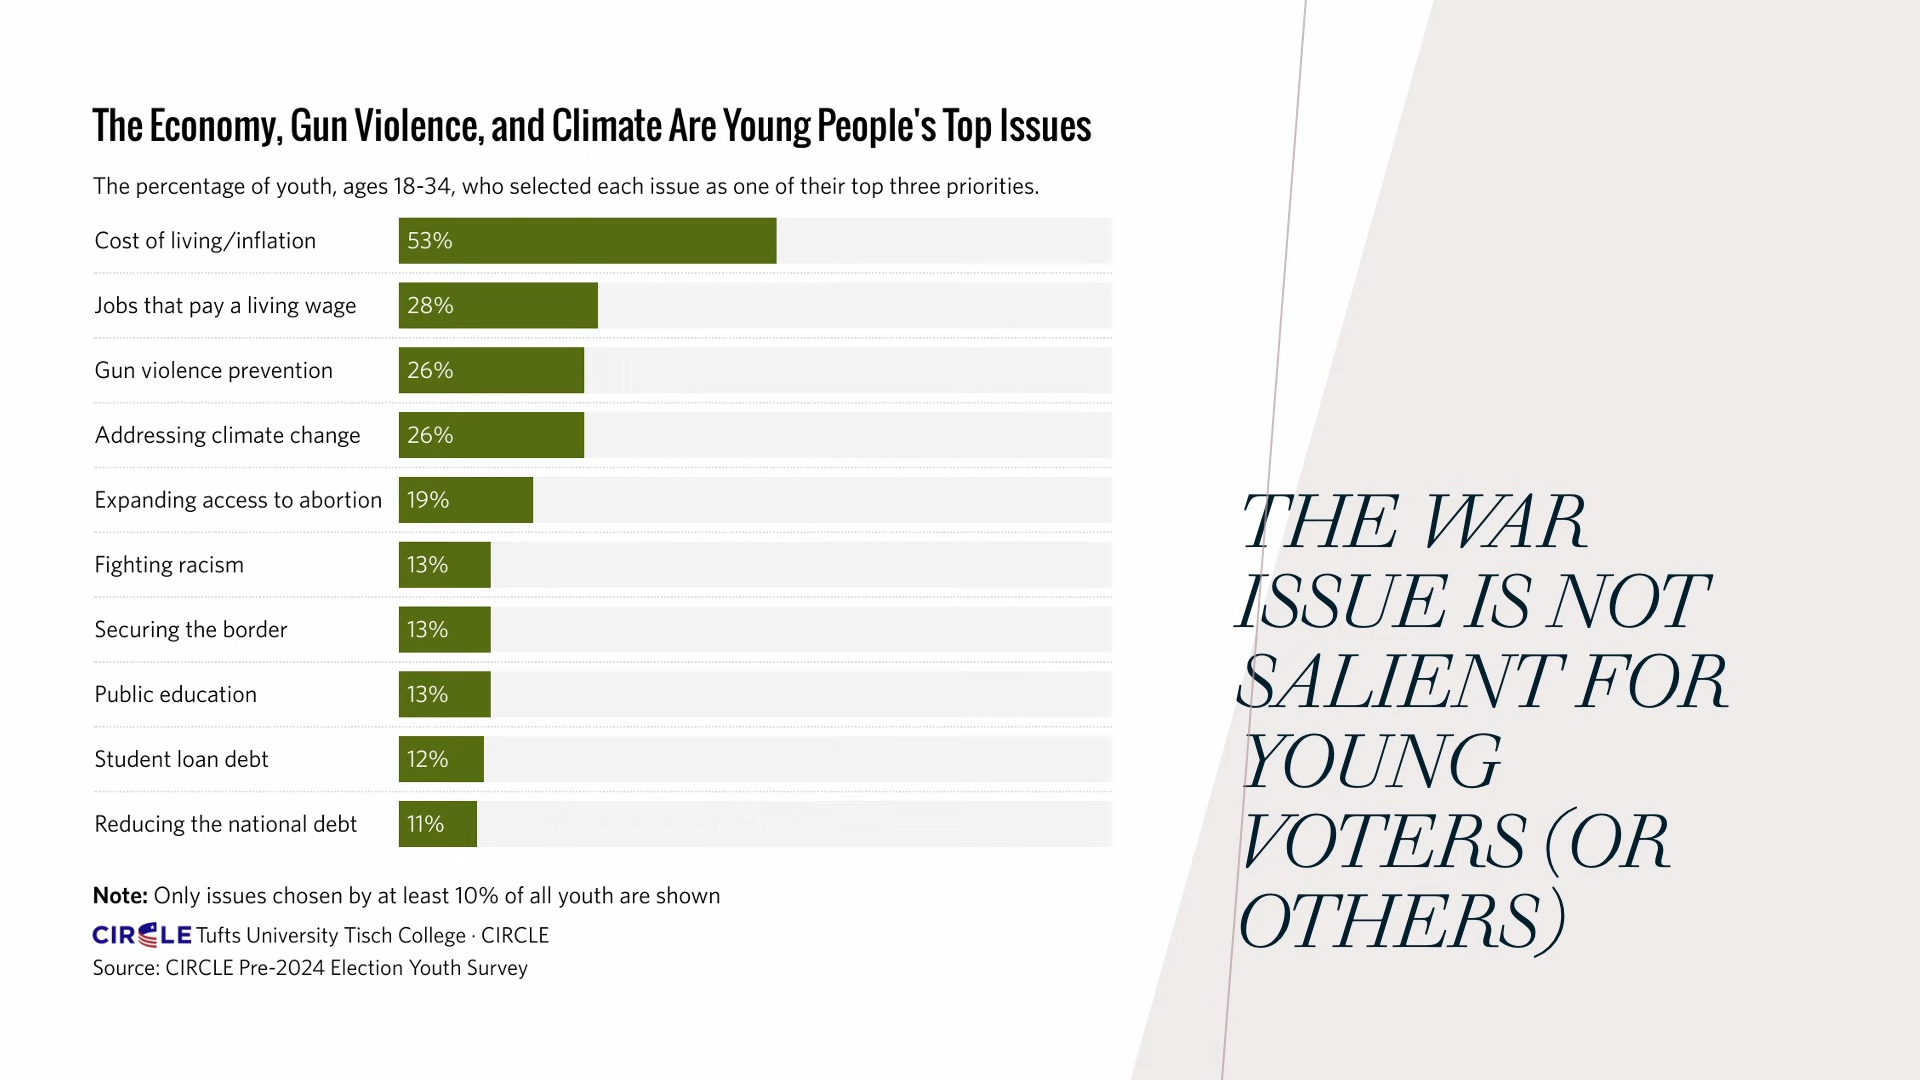 The Economy, Gun Violence, and Climate Are Young People's Top Issues
The percentage of youth, ages 18-34, who selected each issue as one of their top three priorities.
Cost of living/inflation 53%
Jobs that pay a living wage 28%
Gun violence prevention 26%
Addressing climate change 26%
Expanding access to abortion 19%
Fighting racism 13%
Securing the border 13%
Public education 13%
Student loan debt 12%
Reducing the national debt 11%
Note: Only issues chosen by at least 10% of all youth are shown
CIRCLE Tufts University Tisch College · CIRCLE
Source: CIRCLE Pre-2024 Election Youth Survey
THE WAR
ISSUE IS NOT
SALIENT FOR
YOUNG
VOTERS (OR
OTHERS)